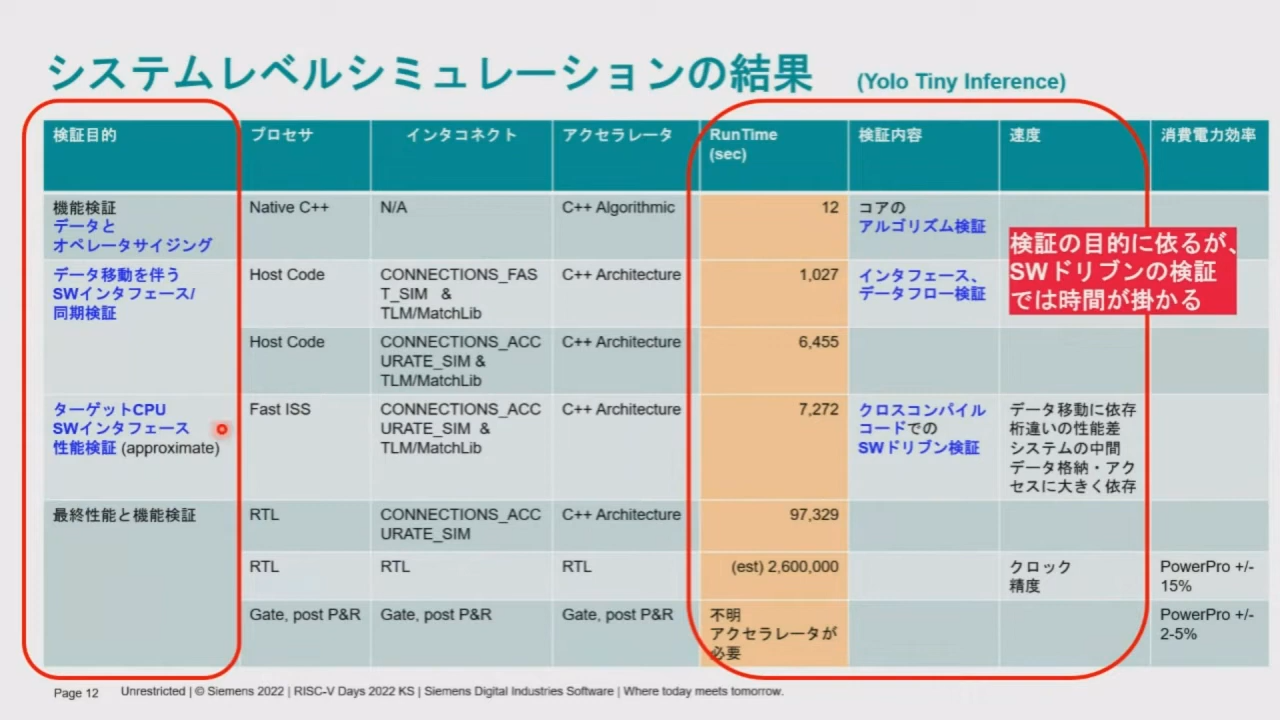 システムレベルシミュレーションの結果 (Yolo Tiny Inference)
検証目的
プロセサ
インタコネクト
アクセラレータ
RunTime
(sec)
検証内容
速度
消費電力効率
機能検証
データと
オペレータサイジング
Native C++
N/A
C++ Algorithmic
12
コアの
アルゴリズム検証
検証の目的に依るが、
SWドリブンの検証
では時間が掛かる
データ移動を伴う
SWインタフェース/
同期検証
Host Code
CONNECTIONS_FAS
T_SIM &
TLM/MatchLib
C++ Architecture
1,027
インタフェース、
データフロー検証
Host Code
CONNECTIONS_ACC
URATE_SIM &
TLM/MatchLib
C++ Architecture
6,455
ターゲットCPU
SWインタフェース
性能検証 (approximate)
Fast ISS
CONNECTIONS_ACC
URATE_SIM &
TLM/MatchLib
C++ Architecture
7,272
クロスコンパイル
コードでの
SWドリブン検証
データ移動に依存
桁違いの性能差
システムの中間
データ格納・アク
セスに大きく依存
最終性能と機能検証
RTL
CONNECTIONS_ACC
URATE_SIM
C++ Architecture
97,329
RTL
RTL
RTL
(est) 2,600,000
クロック
精度
PowerPro +/-
15%
Gate, post P&R
Gate, post P&R
Gate, post P&R
不明
アクセラレータが
必要
PowerPro +/-
2-5%
Page 12 Unrestricted | © Siemens 2022 | RISC-V Days 2022 KS | Siemens Digital Industries Software | Where today meets tomorrow.